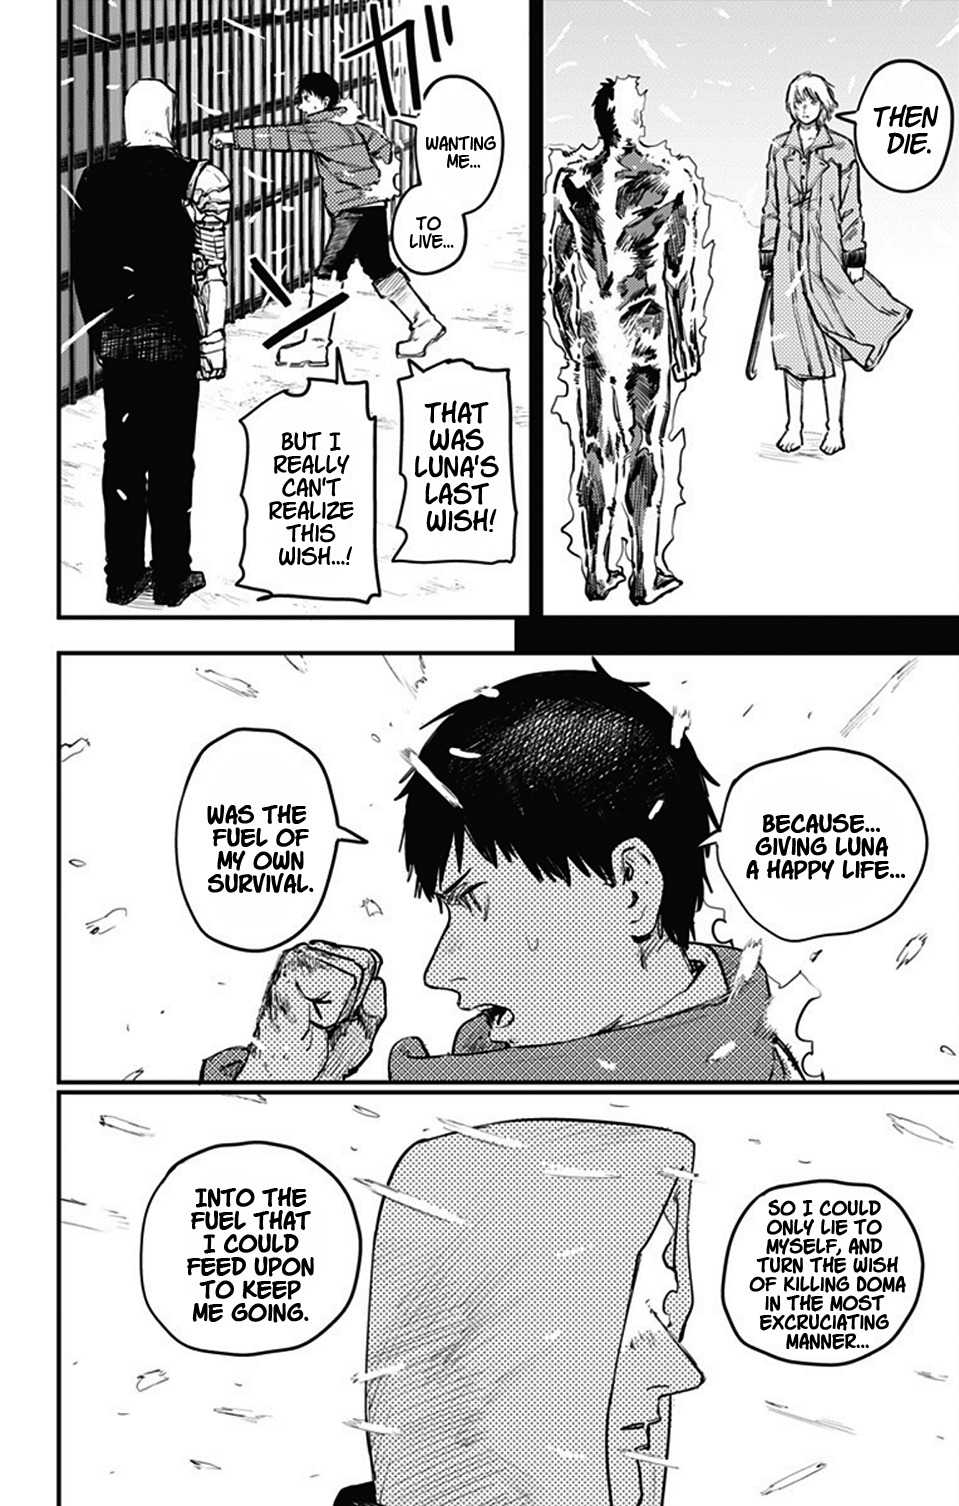 THEN
DIE.
ガ
ン
WANTING
ME...
TO
LIVE...
THAT
WAS
LUNA'S
LAST
WISH!
BUT I
REALLY
CAN'T
REALIZE
THIS
WISH...!
BECAUSE...
GIVING LUNA
A HAPPY LIFE...
WAS THE
FUEL OF
MY OWN
SURVIVAL.
SO I COULD
ONLY LIE TO
MYSELF, AND
TURN THE WISH
OF KILLING DOMA
IN THE MOST
EXCRUCIATING
MANNER...
INTO THE
FUEL THAT
I COULD
FEED UPON
TO KEEP
ME GOING.